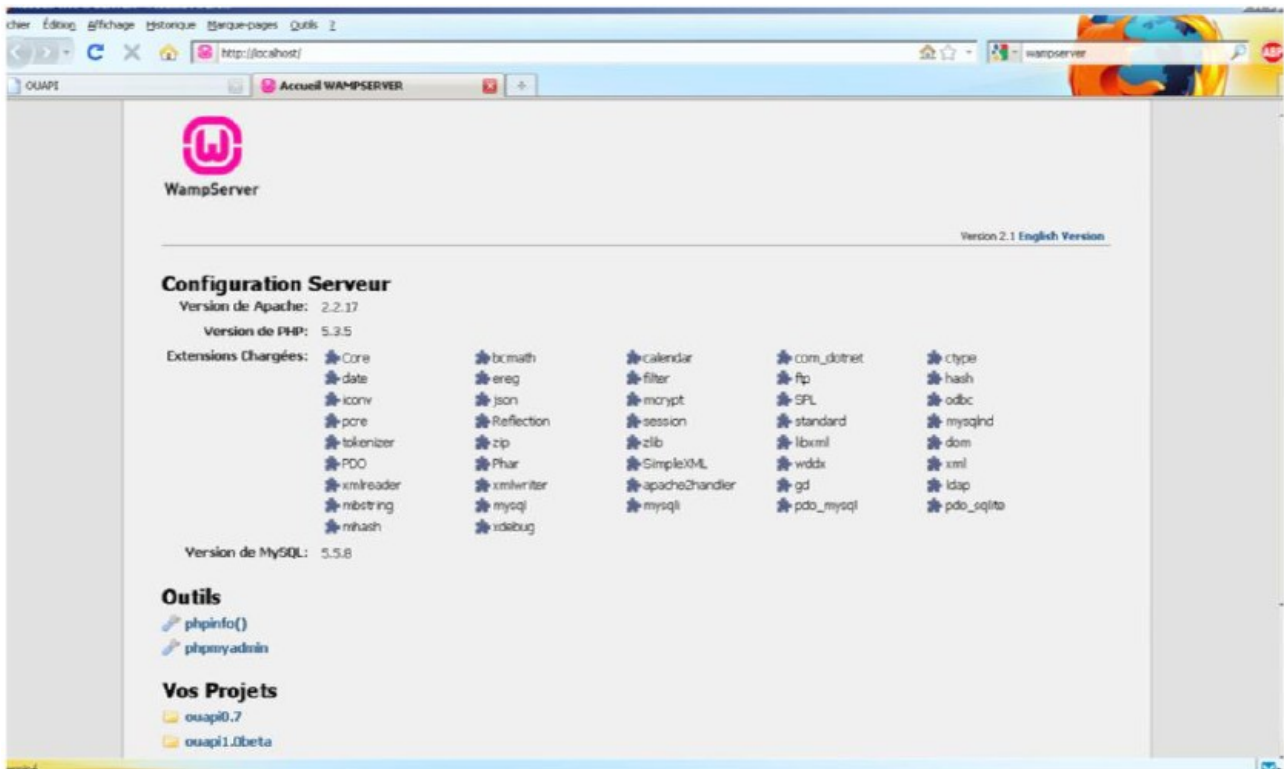 cher Édition Affichage Historique Marque-pages Outils ?
http://localhost/
wampserver
ABP
OUAPI
Accueil WAMPSERVER
WampServer
Version 2.1 English Version
Configuration Serveur
Version de Apache: 2.2.17
Version de PHP: 5.3.5
Extensions Chargées: Core bcmath calendar com_dotnet ctype
date ereg filter ftp hash
iconv json mcrypt SPL odbc
pcre Reflection session standard mysqlnd
tokenizer zip zlib libxml dom
PDO Phar SimpleXML wddx xml
xmlreader xmlwriter apache2handler gd ldap
mbstring mysql mysqli pdo_mysql pdo_sqlite
mhash xdebug
Version de MySQL: 5.5.8
Outils
phpinfo()
phpmyadmin
Vos Projets
ouapi0.7
ouapi1.0beta